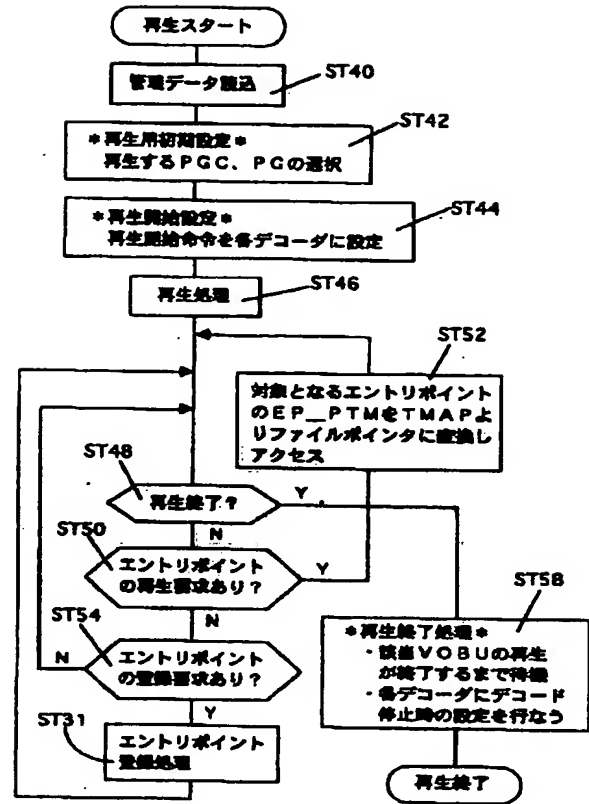 再生スタート
ST40
管理データ読込
ST42
*再生用初期設定*
再生するPGC、PGの選択
ST44
*再生開始設定*
再生開始命令を各デコーダに設定
ST46
再生処理
ST52
対象となるエントリポイント
のEP_PTMをTMAPよ
りファイルポインタに変換し
アクセス
ST48
再生終了?
Y
N
ST50
エントリポイント
の再生要求あり?
Y
N
ST54
エントリポイント
の登録要求あり?
N
Y
ST31
エントリポイント
登録処理
ST58
*再生終了処理*
・該当VOBUの再生
が終了するまで待機
・各デコーダにデコード
停止時の設定を行なう
再生終了